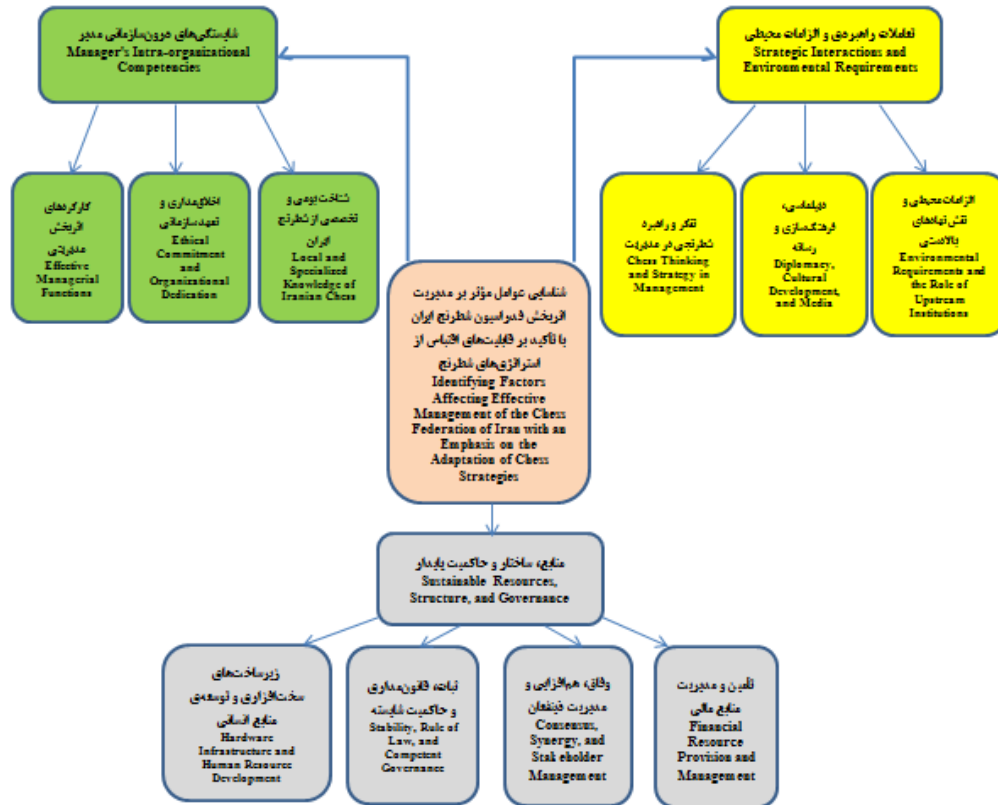 شایستگی‌های درون‌سازمانی مدیر
Manager's Intra-organizational
Competencies
تعاملات راهبردی و الزامات محیطی
Strategic Interactions and
Environmental Requirements
کارکردهای
اثربخش
مدیریتی
Effective
Managerial
Functions
اخلاق‌مداری و
تعهد سازمانی
Ethical
Commitment
and
Organizational
Dedication
شناخت بومی و
تخصصی از شطرنج
ایران
Local and
Specialized
Knowledge of
Iranian Chess
تفکر و راهبرد
شطرنجی در مدیریت
Chess Thinking
and Strategy in
Management
دیپلماسی،
فرهنگ‌سازی و
رسانه
Diplomacy,
Cultural
Development,
and Media
الزامات محیطی و
نقش نهادهای
بالادستی
Environmental
Requirements and
the Role of
Upstream
Institutions
شناسایی عوامل مؤثر بر مدیریت
اثربخش فدراسیون شطرنج ایران
با تأکید بر قابلیت‌های اقتباس از
استراتژی‌های شطرنج
Identifying Factors
Affecting Effective
Management of the Chess
Federation of Iran with an
Emphasis on the
Adaptation of Chess
Strategies
منابع، ساختار و حاکمیت پایدار
Sustainable Resources,
Structure, and Governance
زیرساخت‌های
سخت‌افزاری و توسعه‌ی
منابع انسانی
Hardware
Infrastructure and
Human Resource
Development
ثبات، قانون‌مداری
و حاکمیت شایسته
Stability, Rule of
Law, and
Competent
Governance
وفاق، هم‌افزایی و
مدیریت ذینفعان
Consensus,
Synergy, and
Stakeholder
Management
تأمین و مدیریت
منابع مالی
Financial
Resource
Provision and
Management